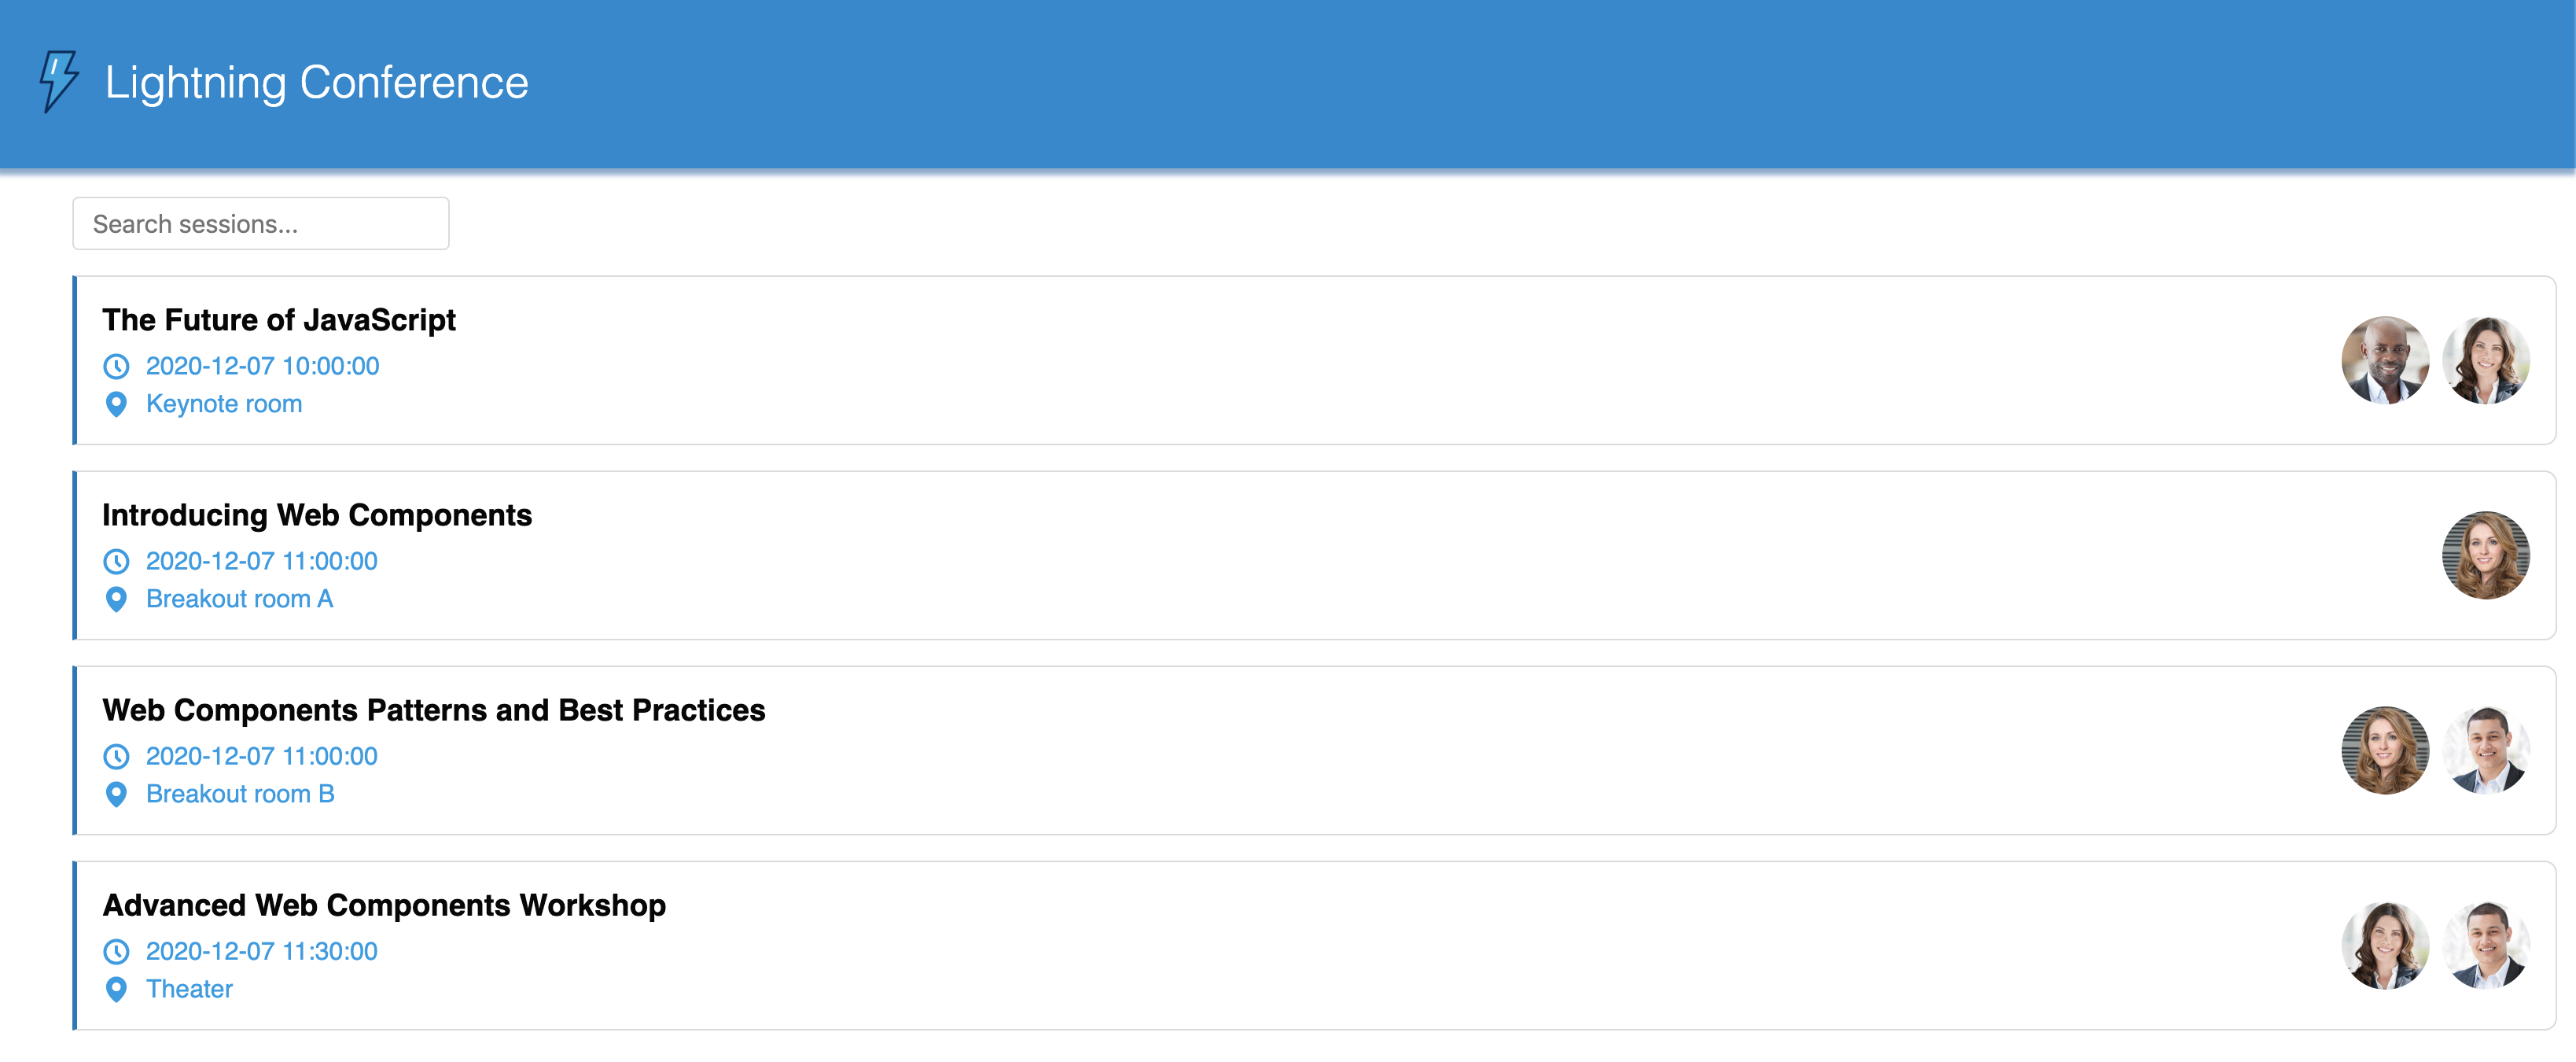 Lightning Conference
Search sessions...
The Future of JavaScript
2020-12-07 10:00:00
Keynote room
Introducing Web Components
2020-12-07 11:00:00
Breakout room A
Web Components Patterns and Best Practices
2020-12-07 11:00:00
Breakout room B
Advanced Web Components Workshop
2020-12-07 11:30:00
Theater